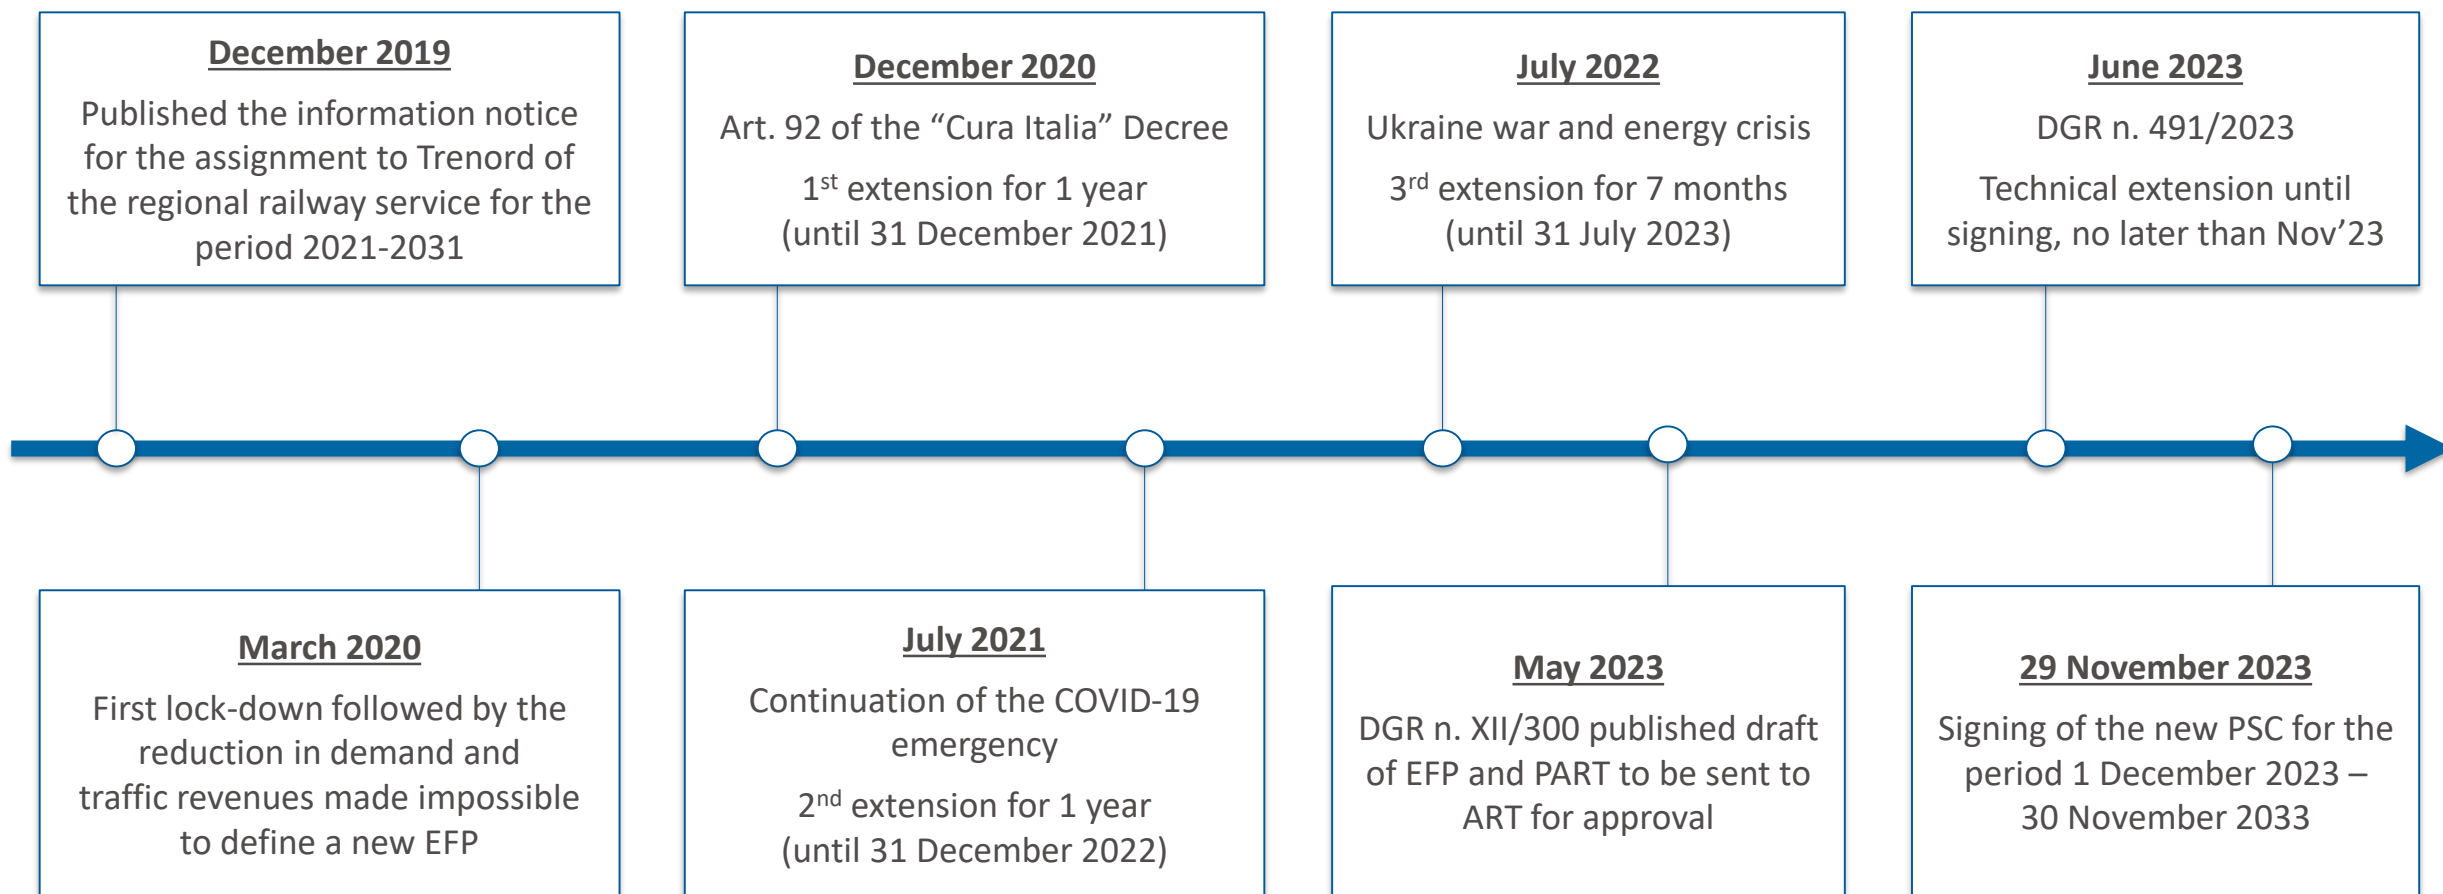 December 2019
Published the information notice
for the assignment to Trenord of
the regional railway service for the
period 2021-2031
December 2020
Art. 92 of the “Cura Italia” Decree
1st extension for 1 year
(until 31 December 2021)
July 2022
Ukraine war and energy crisis
3rd extension for 7 months
(until 31 July 2023)
June 2023
DGR n. 491/2023
Technical extension until
signing, no later than Nov’23
March 2020
First lock-down followed by the
reduction in demand and
traffic revenues made impossible
to define a new EFP
July 2021
Continuation of the COVID-19
emergency
2nd extension for 1 year
(until 31 December 2022)
May 2023
DGR n. XII/300 published draft
of EFP and PART to be sent to
ART for approval
29 November 2023
Signing of the new PSC for the
period 1 December 2023 –
30 November 2033